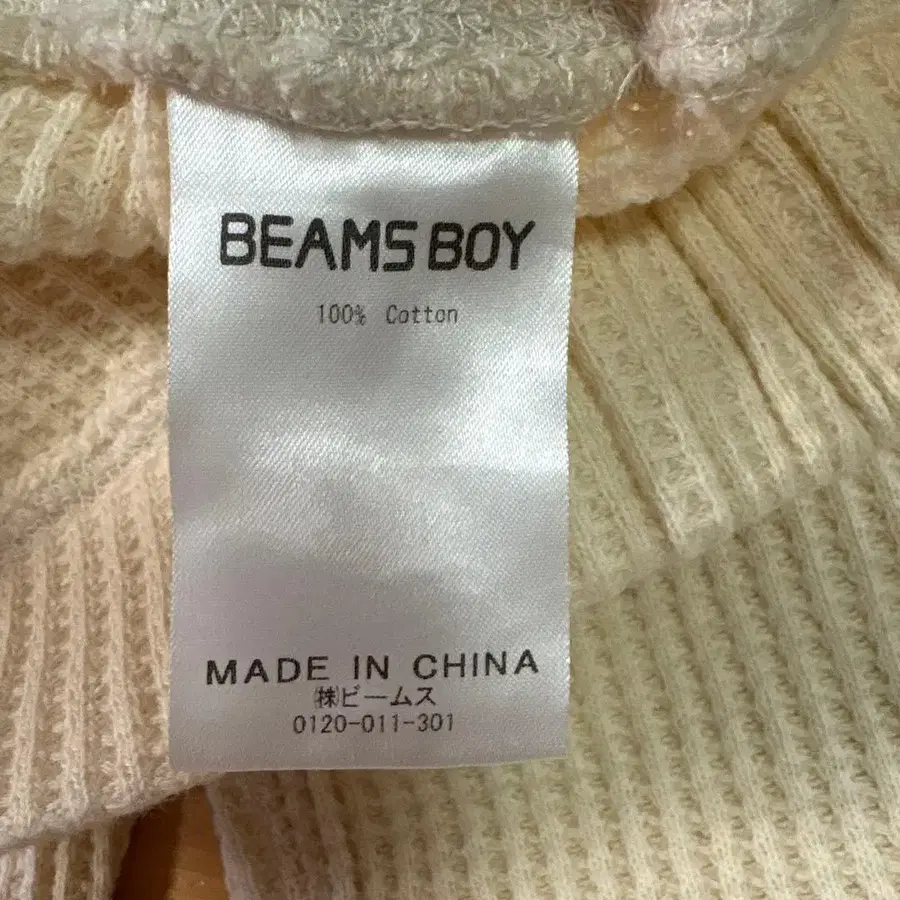 BEAMS BOY
100% Cotton
MADE IN CHINA
㈱ビームス
0120-011-301